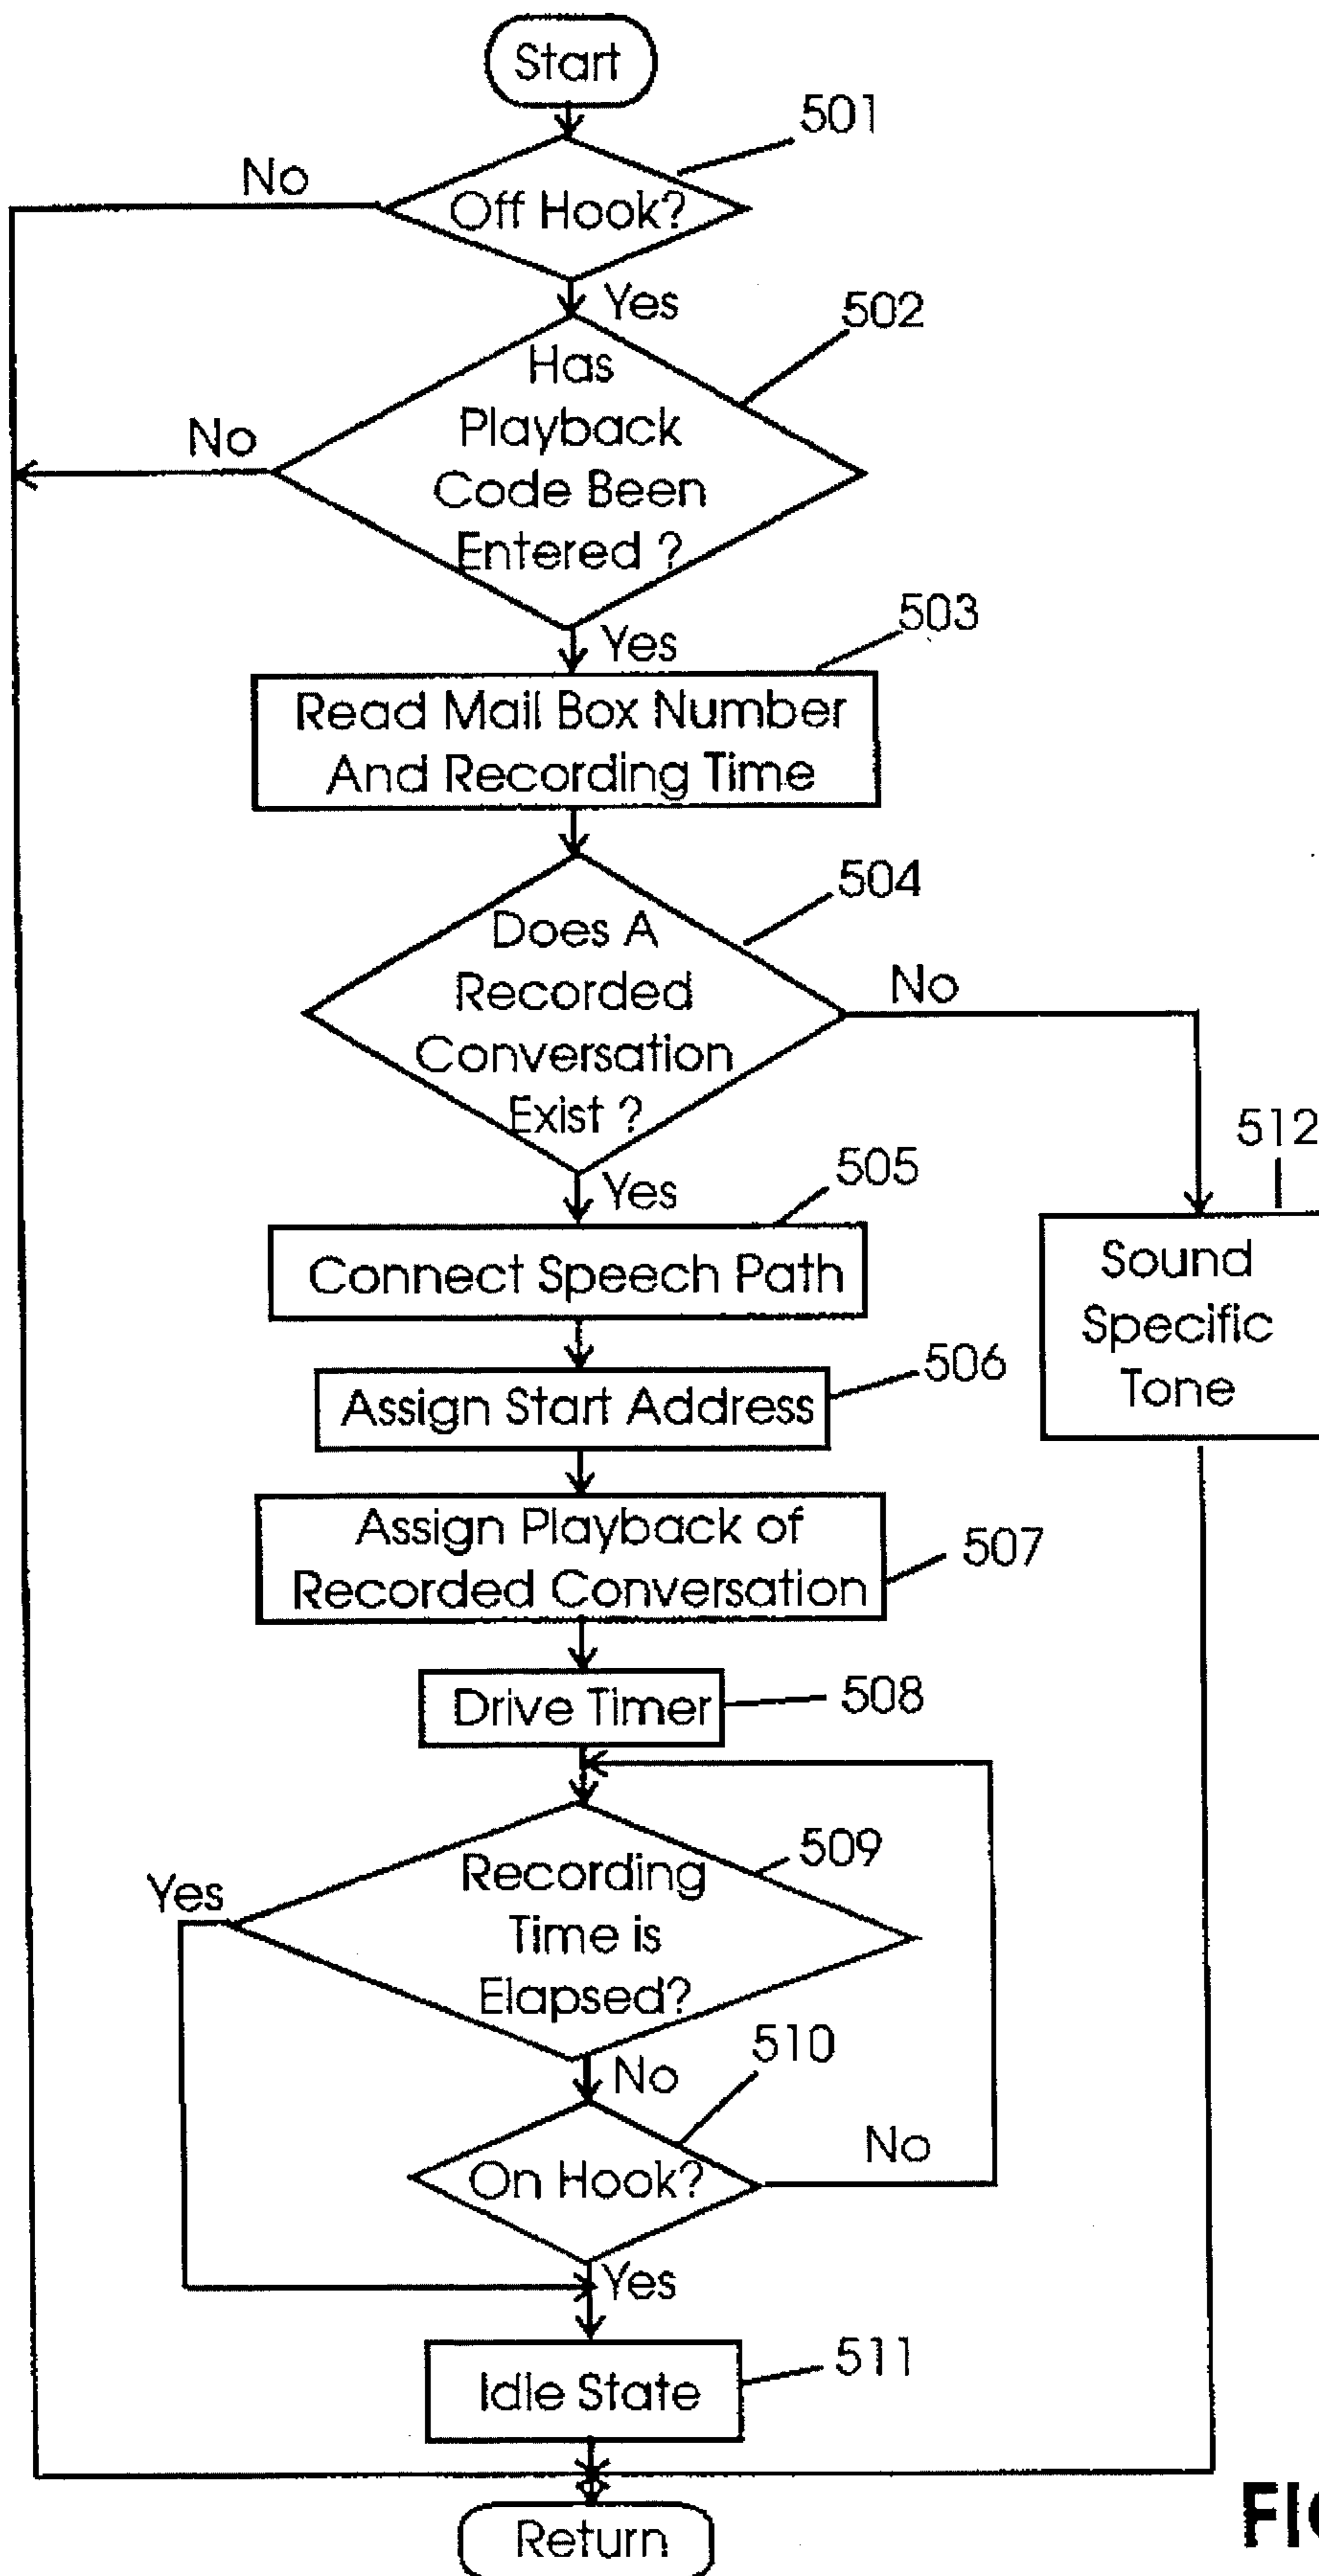 Start
501
No
Off Hook?
Yes
502
Has
Playback
Code Been
Entered ?
No
Yes
503
Read Mail Box Number
And Recording Time
504
Does A
Recorded
Conversation
Exist ?
No
512
Yes
505
Connect Speech Path
Sound
Specific
Tone
506
Assign Start Address
Assign Playback of
Recorded Conversation
507
Drive Timer
508
509
Yes
Recording
Time is
Elapsed?
510
No
On Hook?
No
Yes
Idle State
511
Return